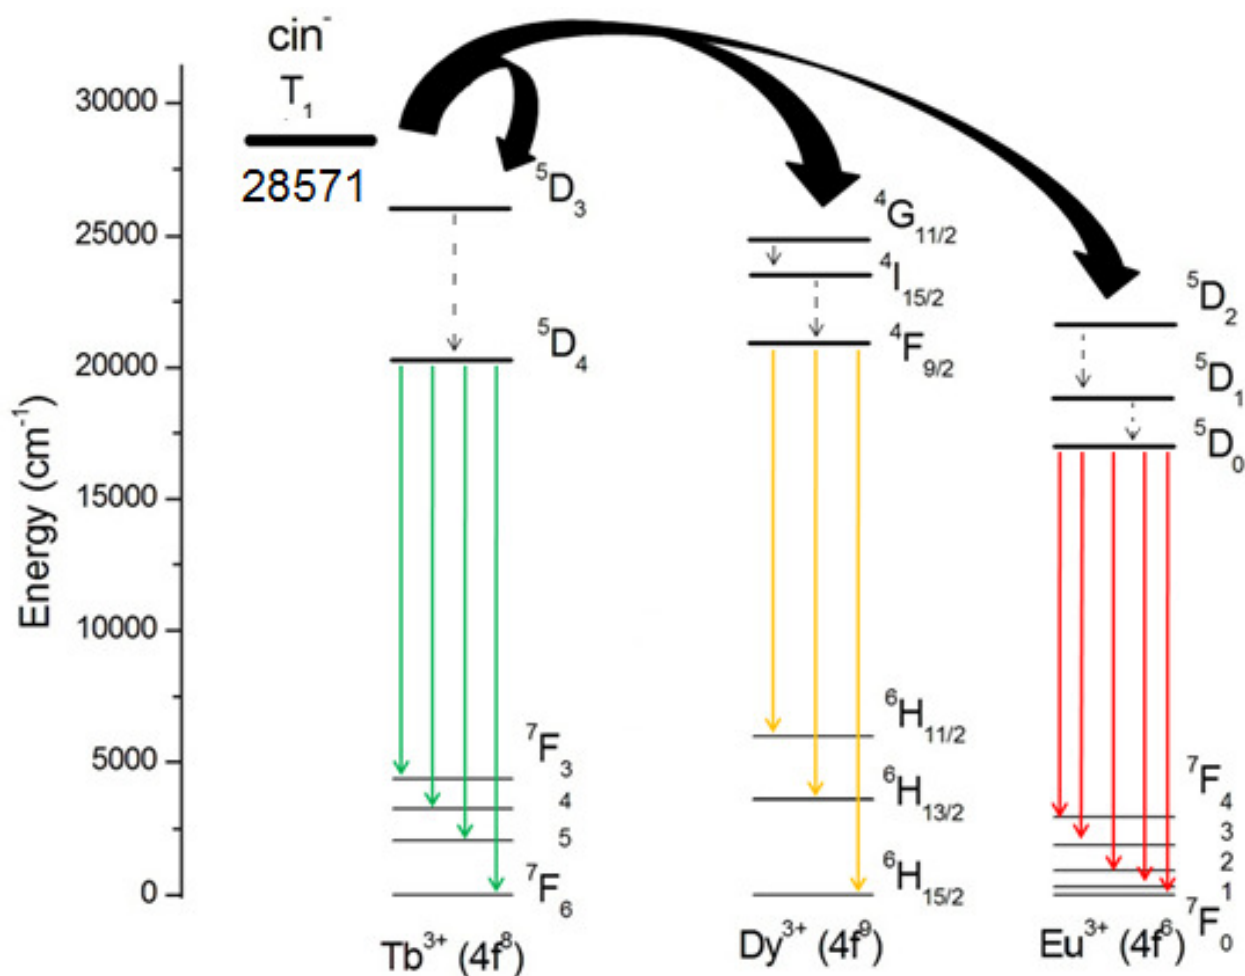 cin⁻
T₁
28571
Energy (cm⁻¹)
30000
25000
20000
15000
10000
5000
0
⁵D₃
⁵D₄
⁷F₃
4
5
⁷F₆
Tb³⁺ (4f⁸)
⁴G₁₁/₂
⁴I₁₅/₂
⁴F₉/₂
⁶H₁₁/₂
⁶H₁₃/₂
⁶H₁₅/₂
Dy³⁺ (4f⁹)
⁵D₂
⁵D₁
⁵D₀
⁷F₄
3
2
1
⁷F₀
Eu³⁺ (4f⁶)